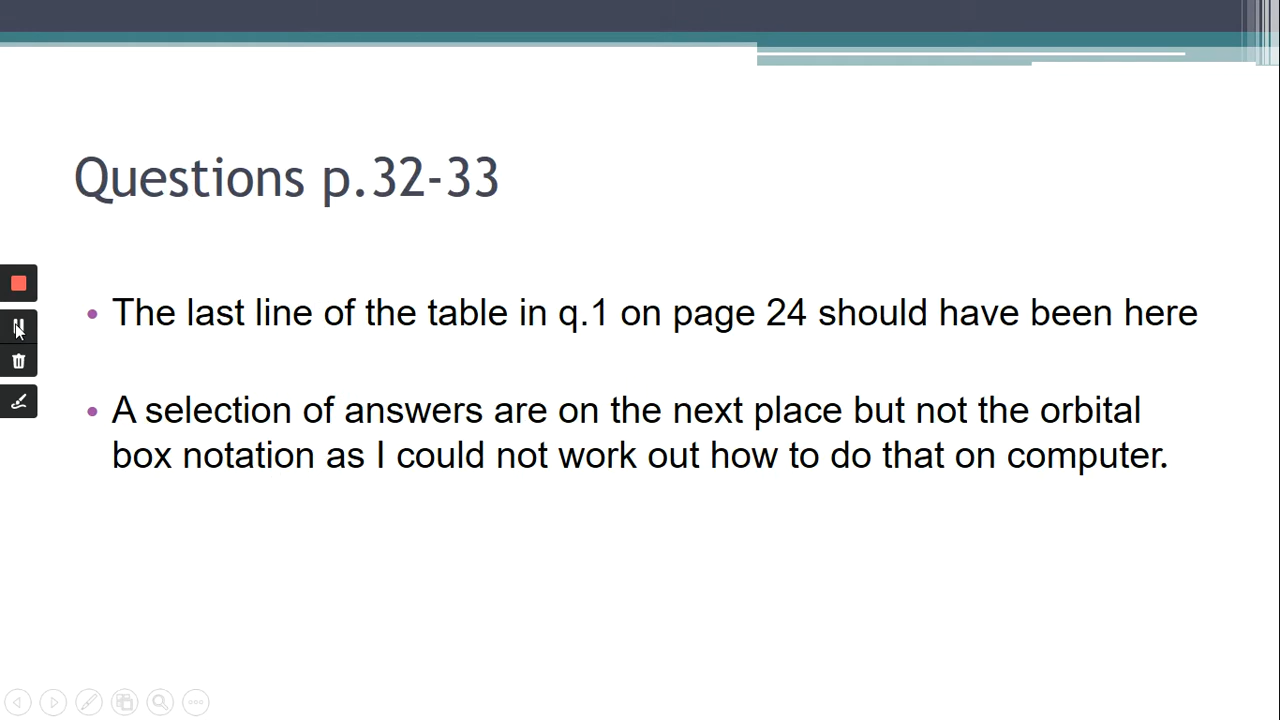 Questions p.32-33
• The last line of the table in q.1 on page 24 should have been here
• A selection of answers are on the next place but not the orbital
box notation as I could not work out how to do that on computer.